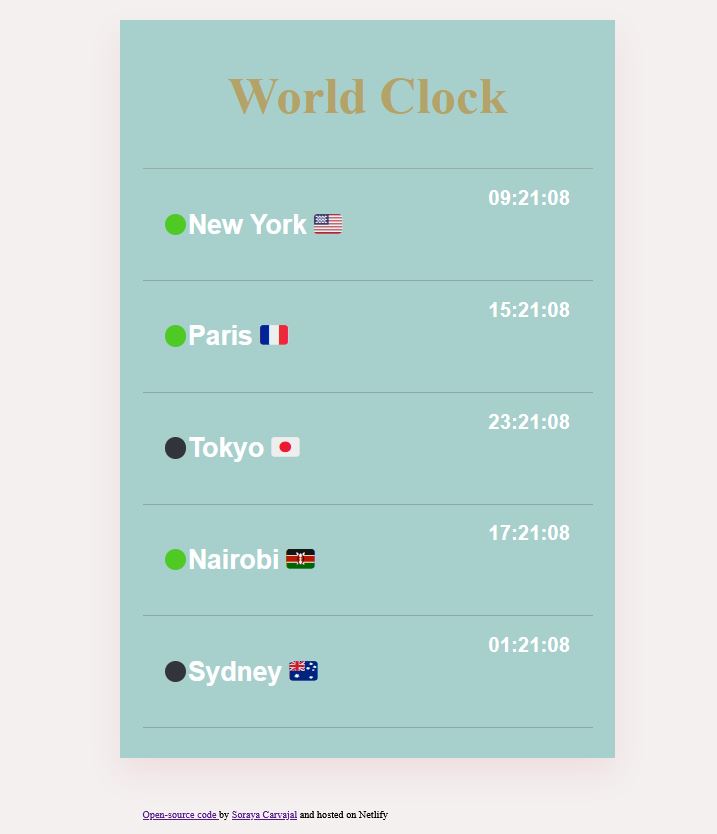 World Clock
09:21:08
New York
15:21:08
Paris
23:21:08
Tokyo
17:21:08
Nairobi
01:21:08
Sydney
Open-source code by Soraya Carvajal and hosted on Netlify